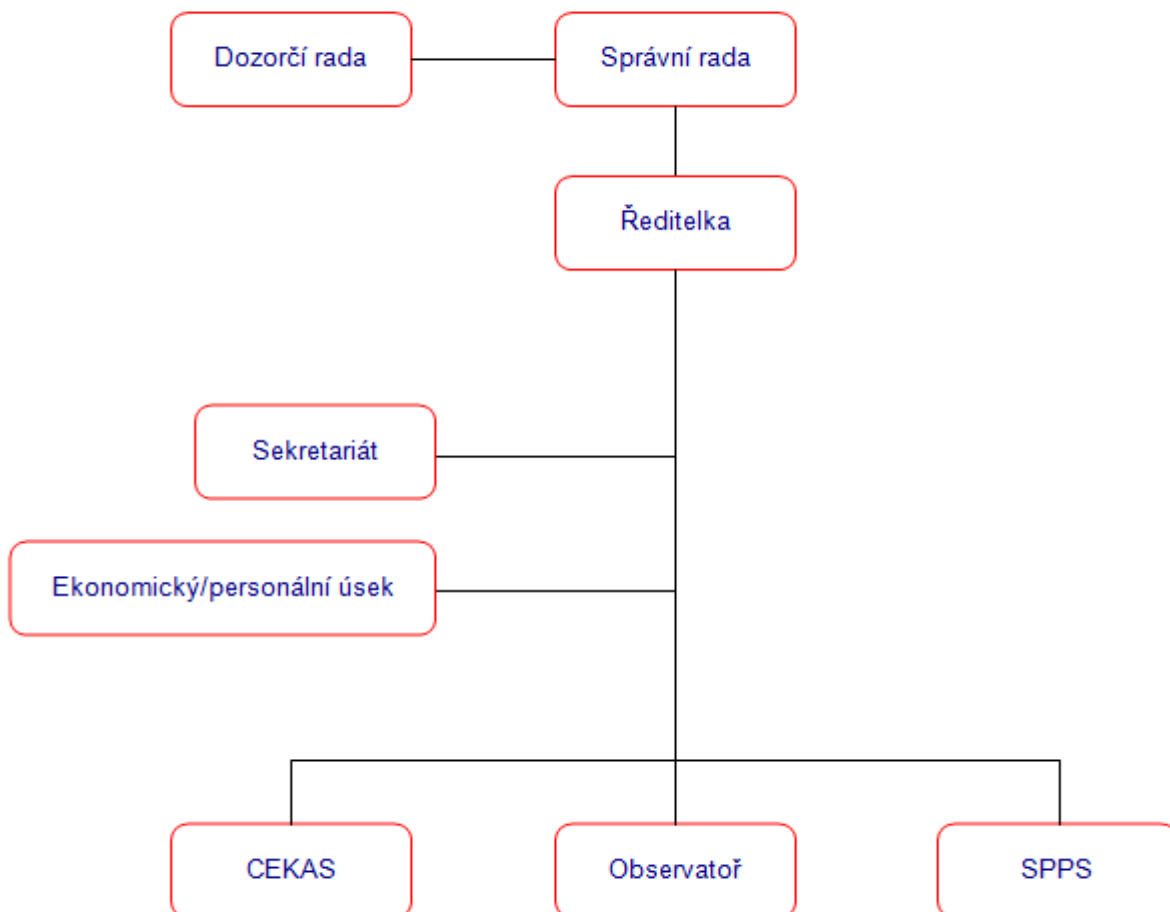 Dozorčí rada
Správní rada
Ředitelka
Sekretariát
Ekonomický/personální úsek
CEKAS
Observatoř
SPPS